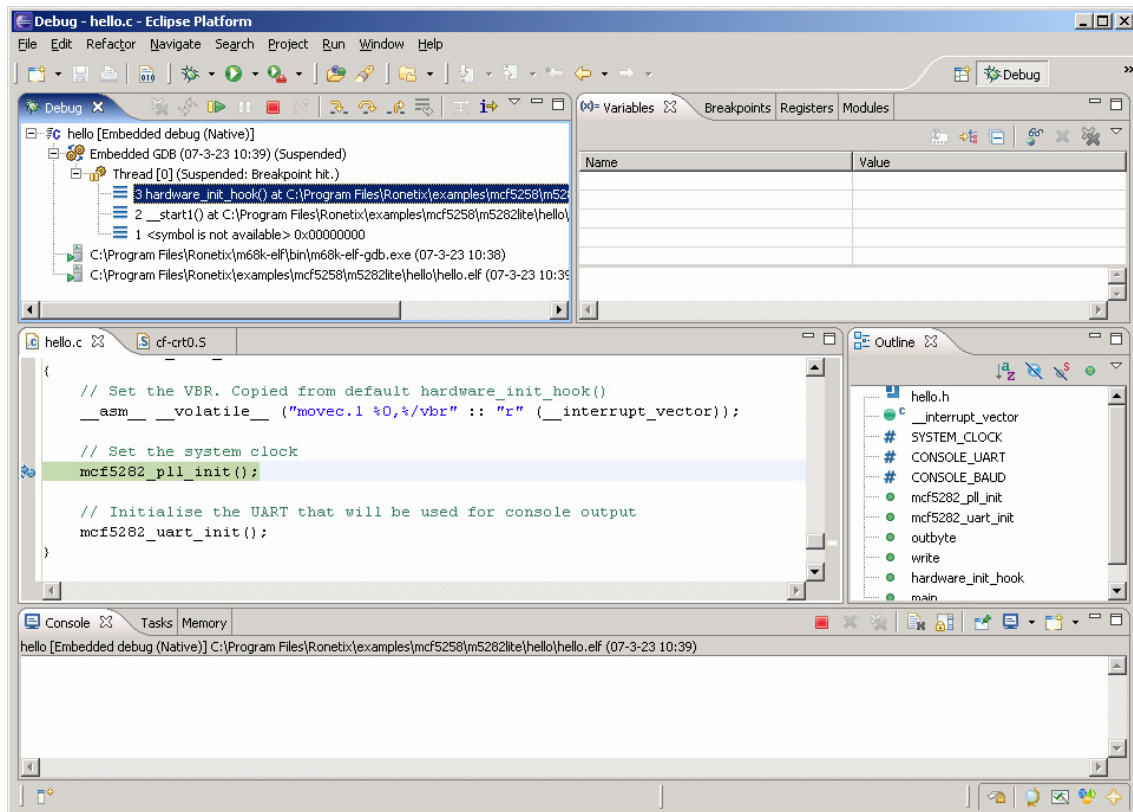 Debug - hello.c - Eclipse Platform
File Edit Refactor Navigate Search Project Run Window Help
010
Debug
»
Debug
hello [Embedded debug (Native)]
Embedded GDB (07-3-23 10:39) (Suspended)
Thread [0] (Suspended: Breakpoint hit.)
3 hardware_init_hook() at C:\Program Files\Ronetix\examples\mcf5258\m52
2 __start1() at C:\Program Files\Ronetix\examples\mcf5258\m5282lite\hello\
1 <symbol is not available> 0x00000000
C:\Program Files\Ronetix\m68k-elf\bin\m68k-elf-gdb.exe (07-3-23 10:38)
C:\Program Files\Ronetix\examples\mcf5258\m5282lite\hello\hello.elf (07-3-23 10:39
(x)= Variables Breakpoints Registers Modules
Name Value
hello.c cf-crt0.S
{
// Set the VBR. Copied from default hardware_init_hook()
__asm__ __volatile__ ("movec.l %0,%/vbr" :: "r" (__interrupt_vector));
// Set the system clock
mcf5282_pll_init();
// Initialise the UART that will be used for console output
mcf5282_uart_init();
}
Outline
hello.h
__interrupt_vector
# SYSTEM_CLOCK
# CONSOLE_UART
# CONSOLE_BAUD
mcf5282_pll_init
mcf5282_uart_init
outbyte
write
hardware_init_hook
main
Console Tasks Memory
hello [Embedded debug (Native)] C:\Program Files\Ronetix\examples\mcf5258\m5282lite\hello\hello.elf (07-3-23 10:39)